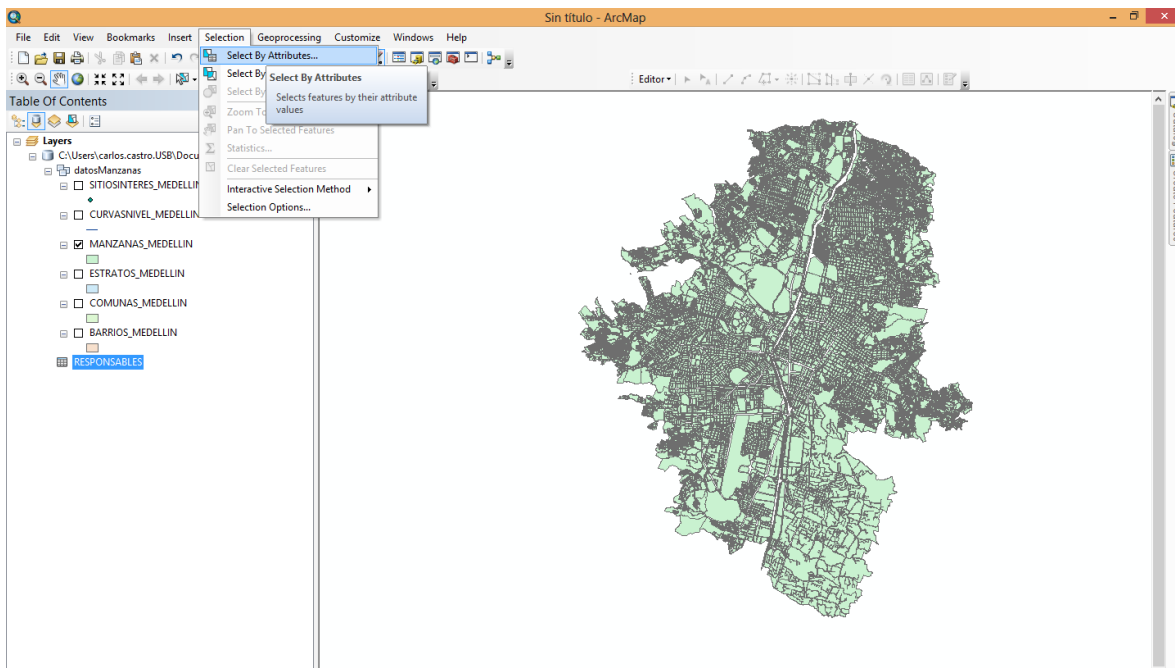 Sin título - ArcMap
File Edit View Bookmarks Insert Selection Geoprocessing Customize Windows Help
Select By Attributes...
Select By
Select By Attributes
Select By
Selects features by their attribute
values
Zoom To
Pan To Selected Features
Statistics...
Clear Selected Features
Interactive Selection Method
Selection Options...
Editor
Table Of Contents
Layers
C:\Users\carlos.castro.USB\Docu
datosManzanas
SITIOSINTERES_MEDELLIN
CURVASNIVEL_MEDELLIN
MANZANAS_MEDELLIN
ESTRATOS_MEDELLIN
COMUNAS_MEDELLIN
BARRIOS_MEDELLIN
RESPONSABLES